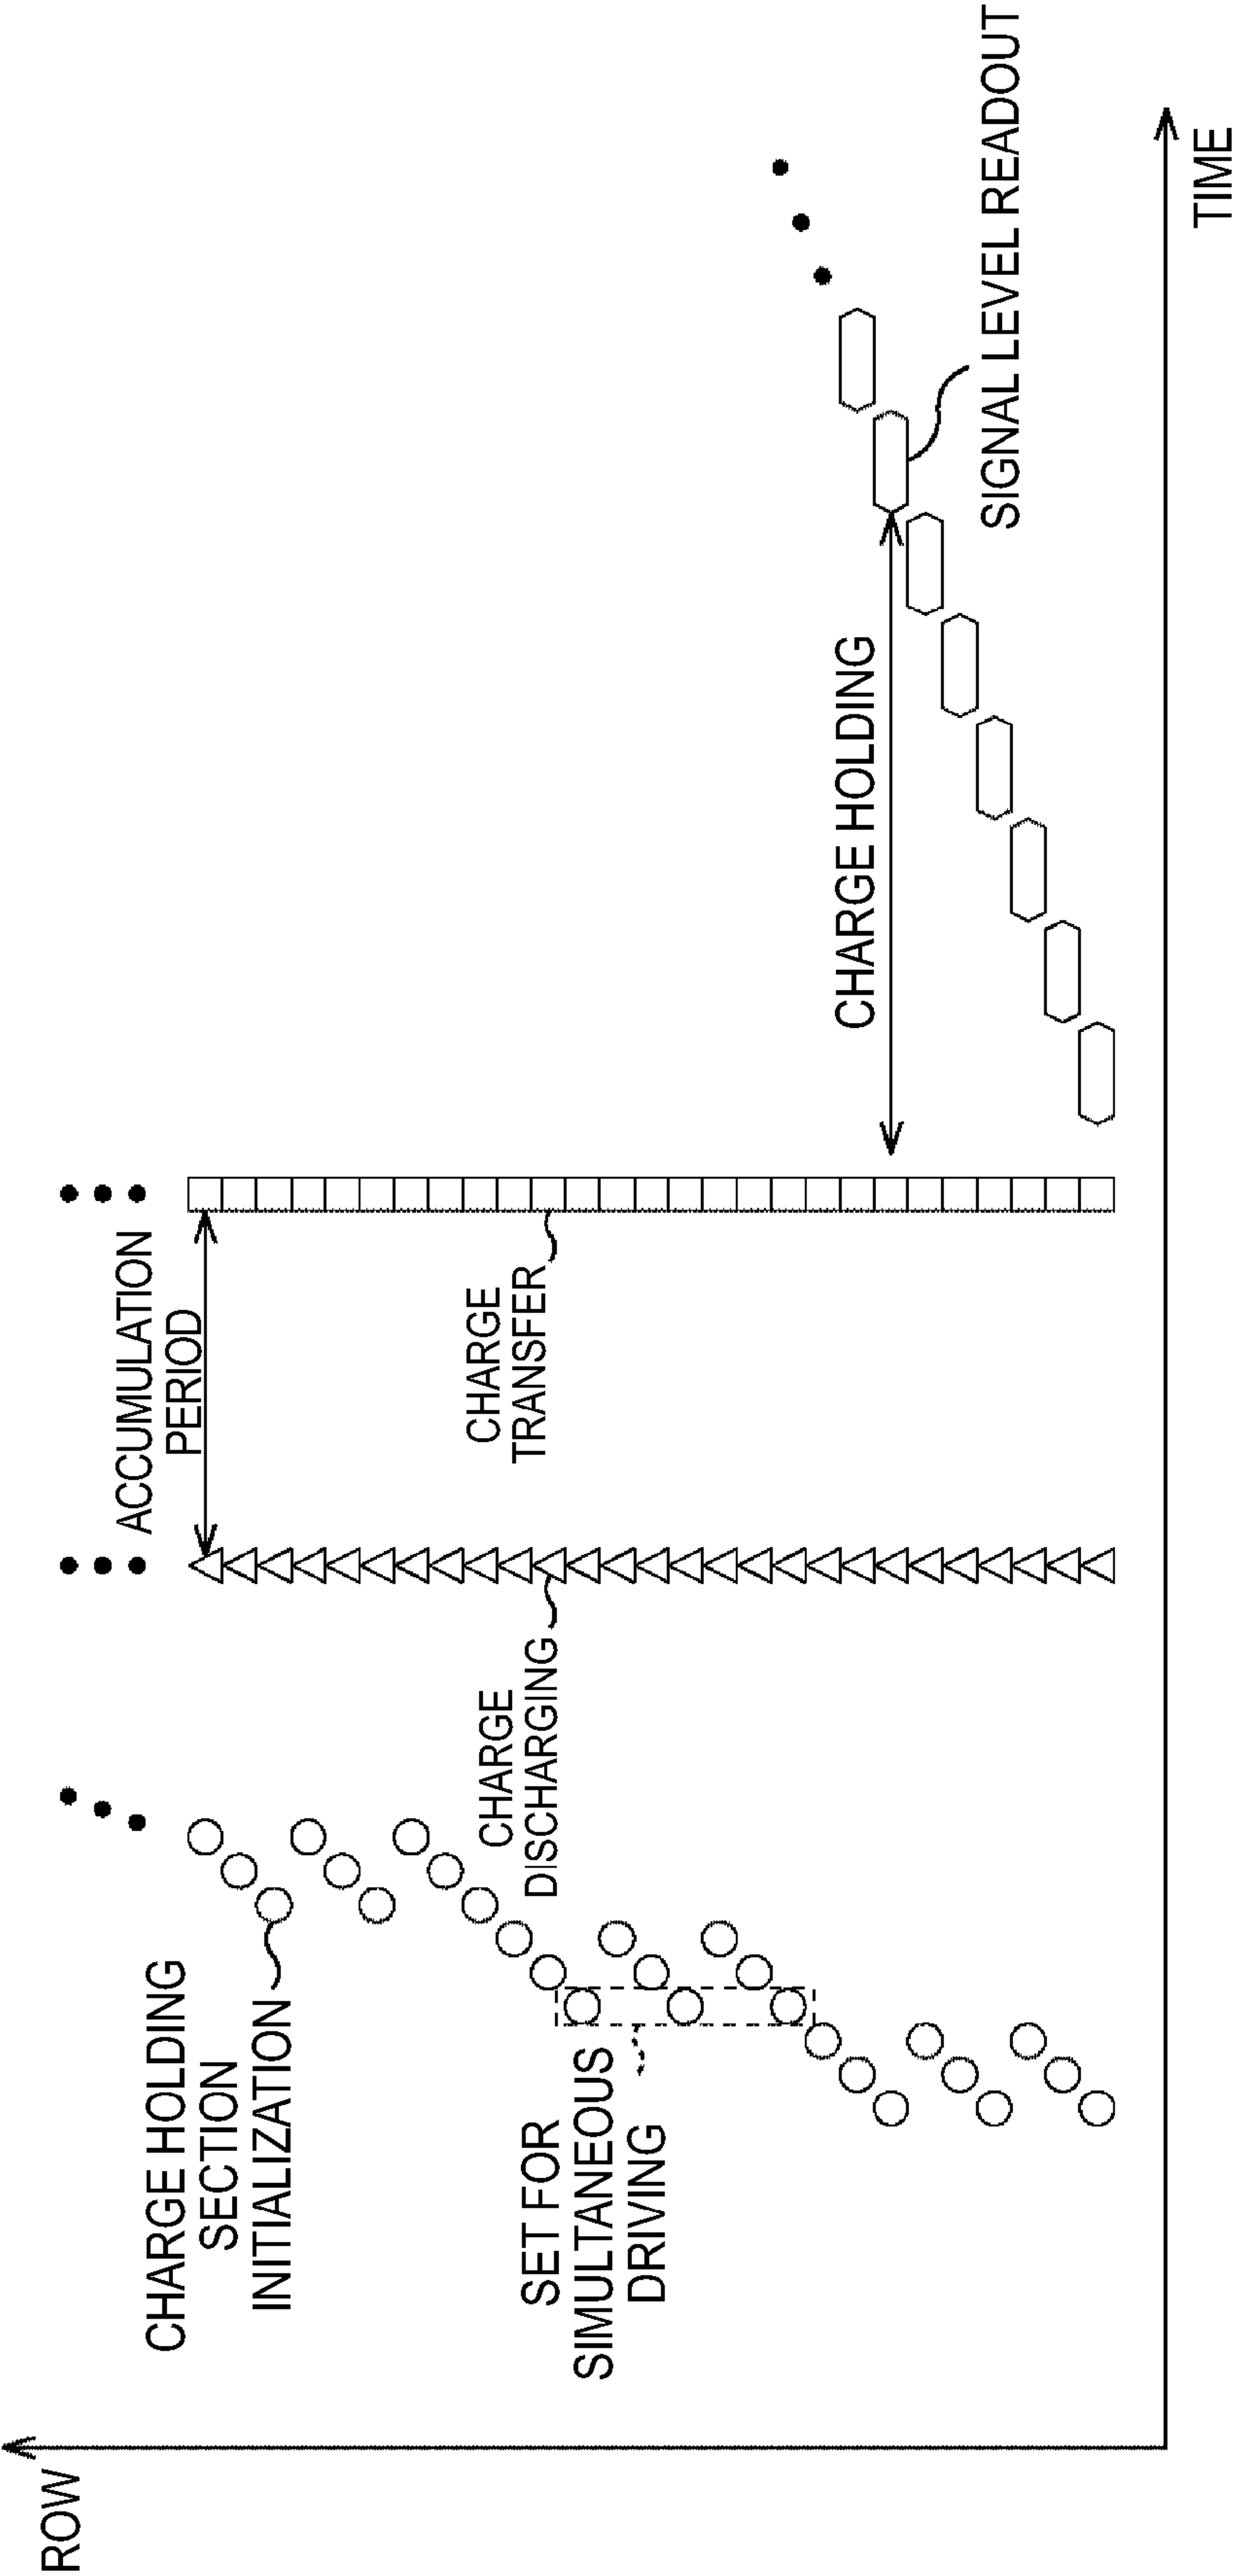 ROW
CHARGE HOLDING
SECTION
INITIALIZATION
SET FOR
SIMULTANEOUS
DRIVING
CHARGE
DISCHARGING
ACCUMULATION
PERIOD
CHARGE
TRANSFER
CHARGE HOLDING
SIGNAL LEVEL READOUT
TIME